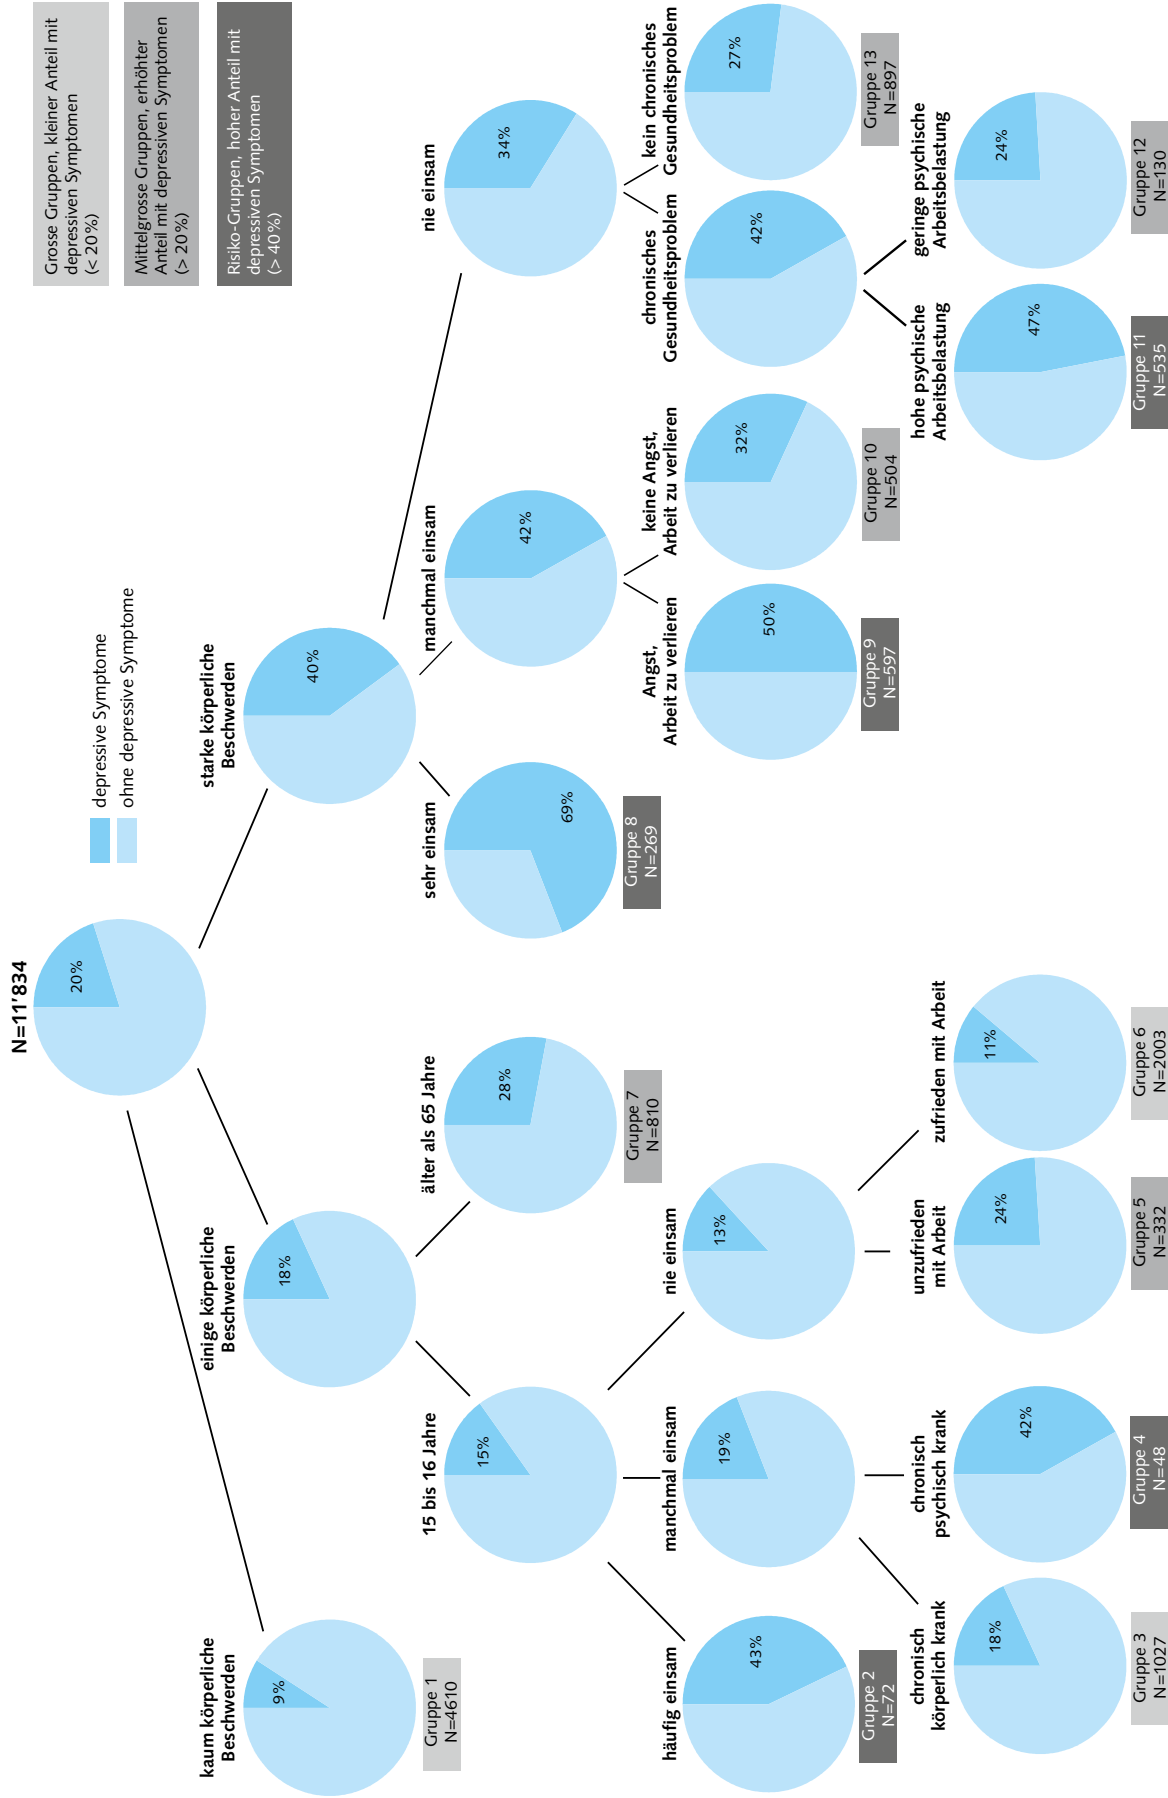 N=11’834
20%
depressive Symptome
ohne depressive Symptome
Grosse Gruppen, kleiner Anteil mit
depressiven Symptomen
(< 20%)
Mittelgrosse Gruppen, erhöhter
Anteil mit depressiven Symptomen
(> 20%)
Risiko-Gruppen, hoher Anteil mit
depressiven Symptomen
(> 40%)
kaum körperliche
Beschwerden
9%
Gruppe 1
N=4610
einige körperliche
Beschwerden
18%
starke körperliche
Beschwerden
40%
15 bis 16 Jahre
15%
älter als 65 Jahre
28%
Gruppe 7
N=810
sehr einsam
69%
Gruppe 8
N=269
manchmal einsam
42%
nie einsam
34%
häufig einsam
43%
Gruppe 2
N=72
manchmal einsam
19%
nie einsam
13%
Angst,
Arbeit zu verlieren
50%
Gruppe 9
N=597
keine Angst,
Arbeit zu verlieren
32%
Gruppe 10
N=504
chronisches
Gesundheitsproblem
42%
kein chronisches
Gesundheitsproblem
27%
Gruppe 13
N=897
chronisch
körperlich krank
18%
Gruppe 3
N=1027
chronisch
psychisch krank
42%
Gruppe 4
N=48
unzufrieden
mit Arbeit
24%
Gruppe 5
N=332
zufrieden mit Arbeit
11%
Gruppe 6
N=2003
hohe psychische
Arbeitsbelastung
47%
Gruppe 11
N=535
geringe psychische
Arbeitsbelastung
24%
Gruppe 12
N=130